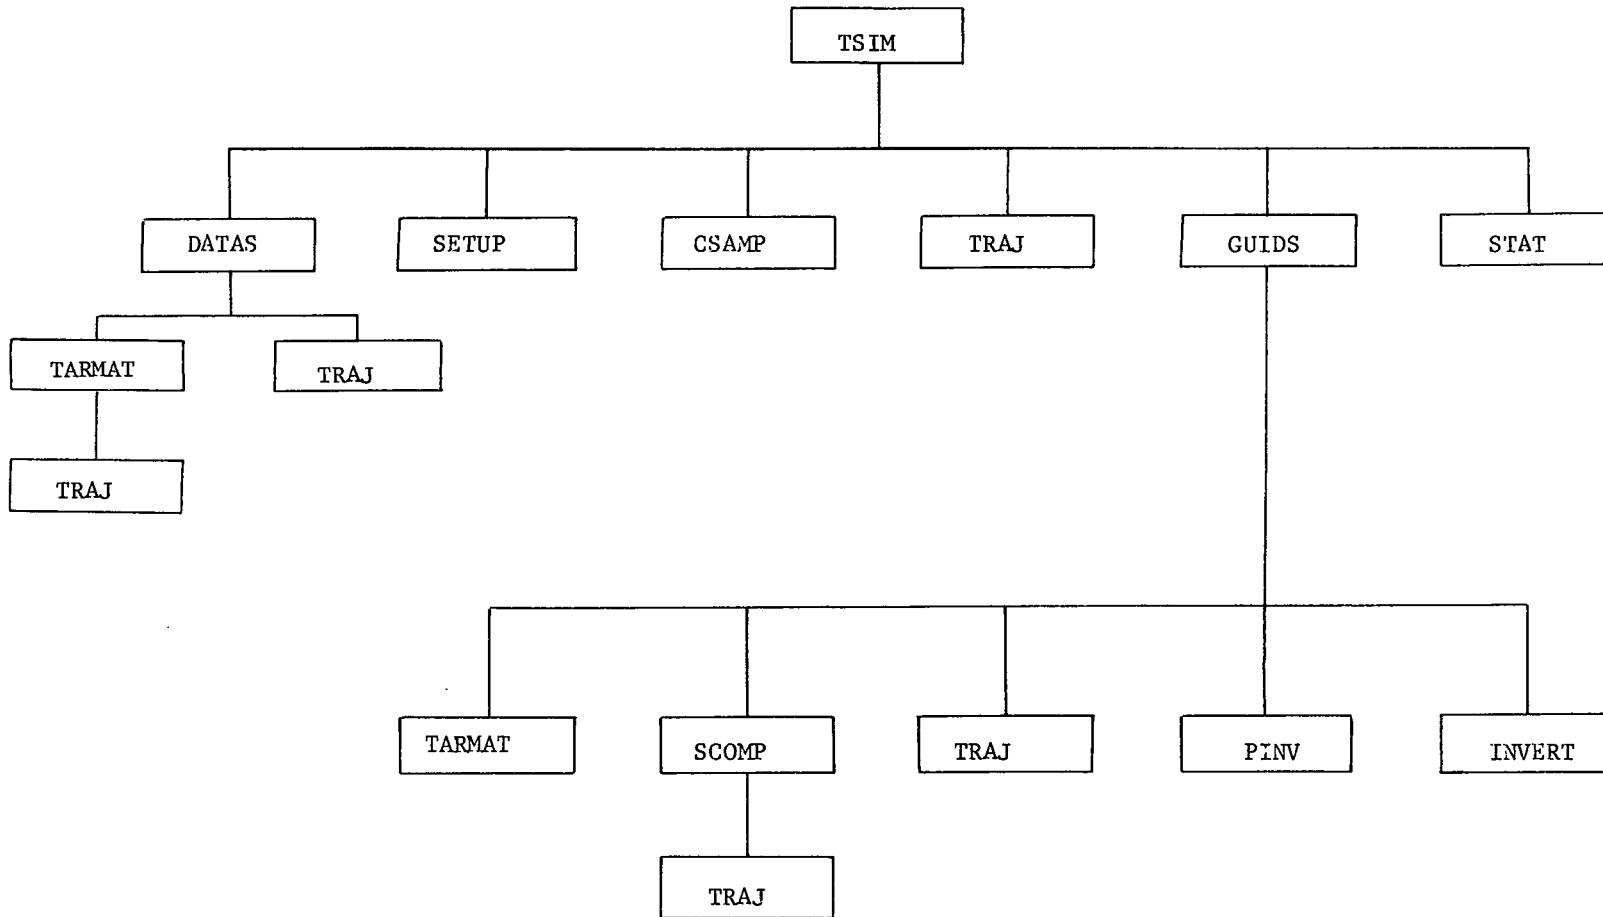 TSIM
DATAS
SETUP
CSAMP
TRAJ
GUIDS
STAT
TARMAT
TRAJ
TRAJ
TARMAT
SCOMP
TRAJ
PINV
INVERT
TRAJ